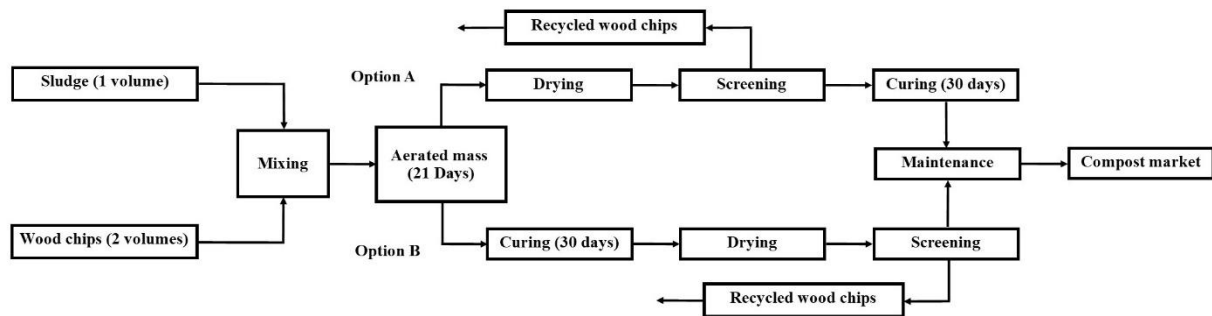 Recycled wood chips
Sludge (1 volume)
Option A
Drying
Screening
Curing (30 days)
Mixing
Aerated mass
(21 Days)
Maintenance
Compost market
Wood chips (2 volumes)
Option B
Curing (30 days)
Drying
Screening
Recycled wood chips